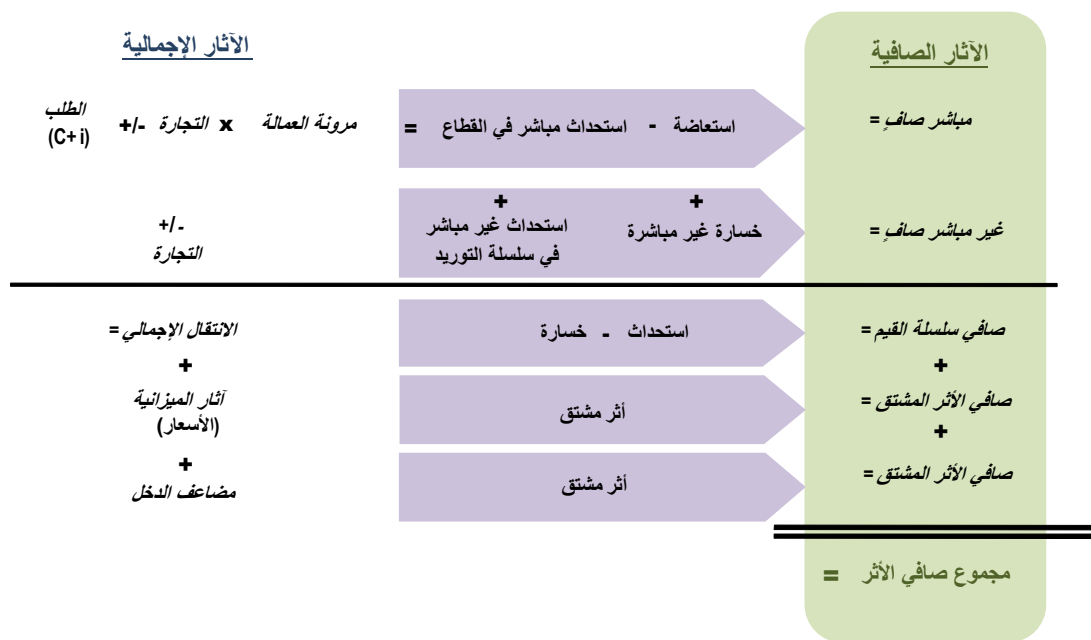 الآثار الإجمالية
الآثار الصافية
الطلب (C+ i) +/- التجارة x مرونة العمالة = استحداث مباشر في القطاع - استعاضة
مباشر صافٍ =
+/-
التجارة
+
استحداث غير مباشر
في سلسلة التوريد
+
خسارة غير مباشرة
غير مباشر صافٍ =
الانتقال الإجمالي =
استحداث - خسارة
صافي سلسلة القيم =
+
+
آثار الميزانية
(الأسعار)
أثر مشتق
صافي الأثر المشتق =
+
+
مضاعف الدخل
أثر مشتق
صافي الأثر المشتق =
مجموع صافي الأثر =